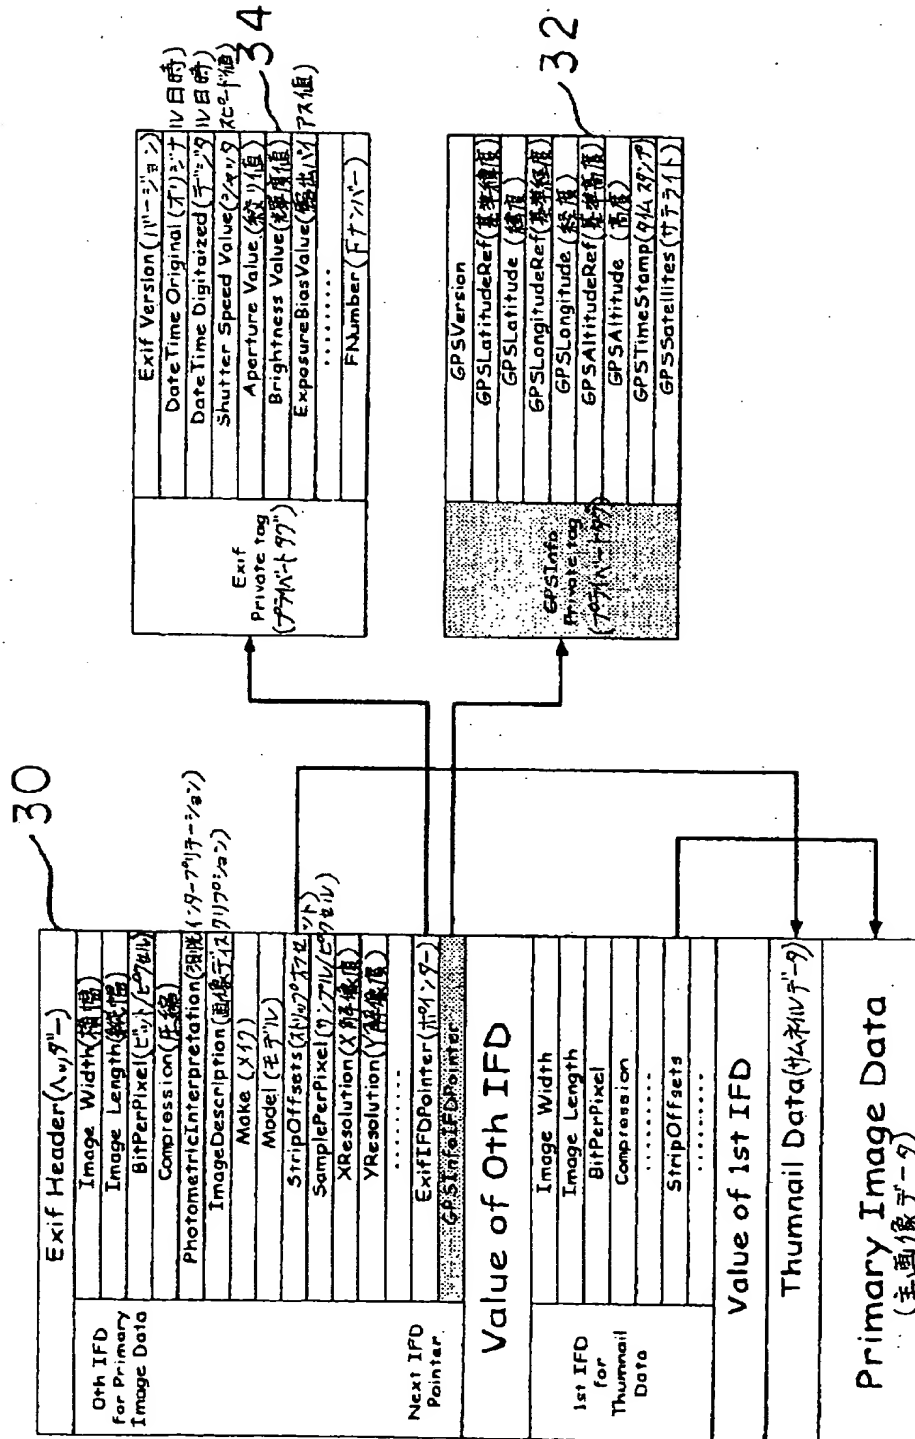 30
Exif Header(ヘッダー)
0th IFD
for Primary
Image Data
Image Width(横幅)
Image Length(縦幅)
BitPerPixel(ビット/ピクセル)
Compression(圧縮)
PhotometricInterpretation(測光インタープリテーション)
ImageDescription(画像ディスクリプション)
Make(メイク)
Model(モデル)
StripOffsets(ストリップオフセット)
SamplePerPixel(サンプル/ピクセル)
XResolution(X解像度)
YResolution(Y解像度)
........
Next IFD
Pointer
ExifIFDPointer(ポインター)
GPSInfoIFDPointer
Value of 0th IFD
1st IFD
for
Thumnail
Data
Image Width
Image Length
BitPerPixel
Compression
........
StripOffsets
........
Value of 1st IFD
Thumnail Data(サムネルデータ)
Primary Image Data
(主画像データ)
34
Exif
Private tag
(プライベートタグ)
Exif Version(バージョン)
DateTime Original(オリジナル日時)
DateTime Digitaized(デジタル日時)
Shutter Speed Value(シャッタスピード値)
Aperture Value(絞り値)
Brightness Value(輝度値)
ExposureBiasValue(露出バイアス値)
........
FNumber(Fナンバー)
32
GPSInfo
Private tag
(プライベートタグ)
GPSVersion
GPSLatitudeRef(基準緯度)
GPSLatitude(緯度)
GPSLongitudeRef(基準経度)
GPSLongitude(経度)
GPSAltitudeRef(基準高度)
GPSAltitude(高度)
GPSTimeStamp(タイムスタンプ)
GPSSatellites(サテライト)